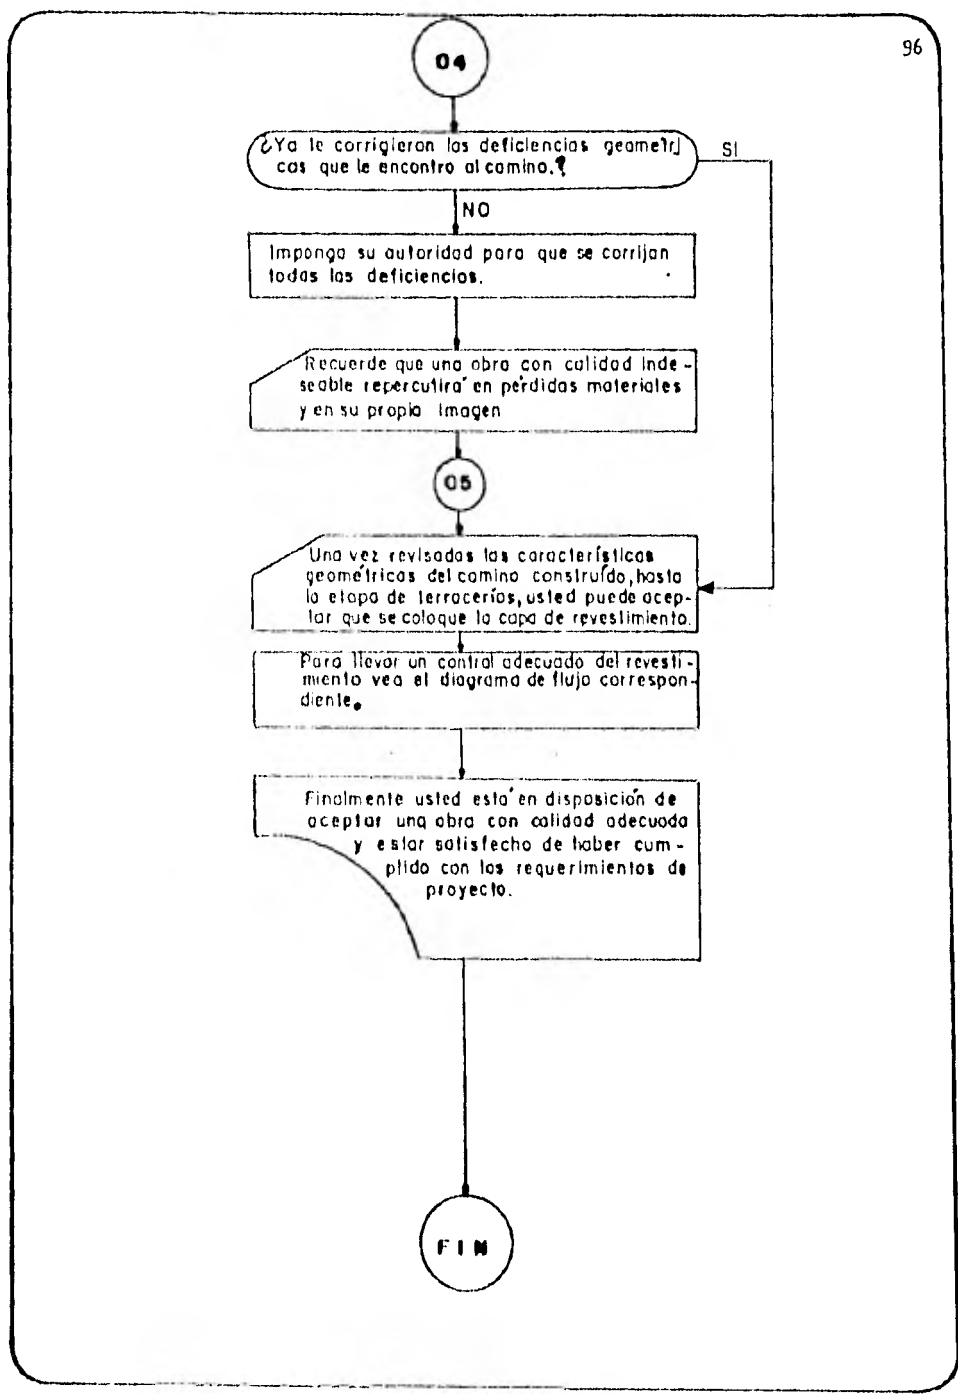 96
04
¿Ya le corrigieron las deficiencias geometri
cas que le encontro al camino.?
SI
NO
Imponga su autoridad para que se corrijan
todas las deficiencias.
Recuerde que una obra con calidad inde-
seable repercutirá en pérdidas materiales
y en su propia imagen
05
Una vez revisadas las características
geométricas del camino construído, hasta
la etapa de terracerías, usted puede acep-
tar que se coloque la capa de revestimiento.
Para llevar un control adecuado del revesti-
miento vea el diagrama de flujo correspon-
diente.
Finalmente usted está en disposición de
aceptar una obra con calidad adecuada
y estar satisfecho de haber cum-
plido con los requerimientos de
proyecto.
FIN